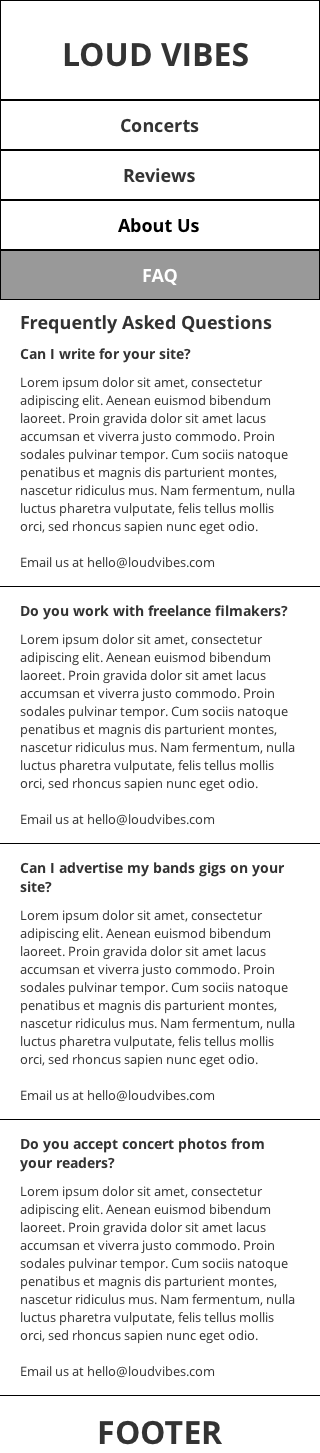 LOUD VIBES
Concerts
Reviews
About Us
FAQ
Frequently Asked Questions
Can I write for your site?
Lorem ipsum dolor sit amet, consectetur
adipiscing elit. Aenean euismod bibendum
laoreet. Proin gravida dolor sit amet lacus
accumsan et viverra justo commodo. Proin
sodales pulvinar tempor. Cum sociis natoque
penatibus et magnis dis parturient montes,
nascetur ridiculus mus. Nam fermentum, nulla
luctus pharetra vulputate, felis tellus mollis
orci, sed rhoncus sapien nunc eget odio.
Email us at hello@loudvibes.com
Do you work with freelance filmakers?
Lorem ipsum dolor sit amet, consectetur
adipiscing elit. Aenean euismod bibendum
laoreet. Proin gravida dolor sit amet lacus
accumsan et viverra justo commodo. Proin
sodales pulvinar tempor. Cum sociis natoque
penatibus et magnis dis parturient montes,
nascetur ridiculus mus. Nam fermentum, nulla
luctus pharetra vulputate, felis tellus mollis
orci, sed rhoncus sapien nunc eget odio.
Email us at hello@loudvibes.com
Can I advertise my bands gigs on your
site?
Lorem ipsum dolor sit amet, consectetur
adipiscing elit. Aenean euismod bibendum
laoreet. Proin gravida dolor sit amet lacus
accumsan et viverra justo commodo. Proin
sodales pulvinar tempor. Cum sociis natoque
penatibus et magnis dis parturient montes,
nascetur ridiculus mus. Nam fermentum, nulla
luctus pharetra vulputate, felis tellus mollis
orci, sed rhoncus sapien nunc eget odio.
Email us at hello@loudvibes.com
Do you accept concert photos from
your readers?
Lorem ipsum dolor sit amet, consectetur
adipiscing elit. Aenean euismod bibendum
laoreet. Proin gravida dolor sit amet lacus
accumsan et viverra justo commodo. Proin
sodales pulvinar tempor. Cum sociis natoque
penatibus et magnis dis parturient montes,
nascetur ridiculus mus. Nam fermentum, nulla
luctus pharetra vulputate, felis tellus mollis
orci, sed rhoncus sapien nunc eget odio.
Email us at hello@loudvibes.com
FOOTER